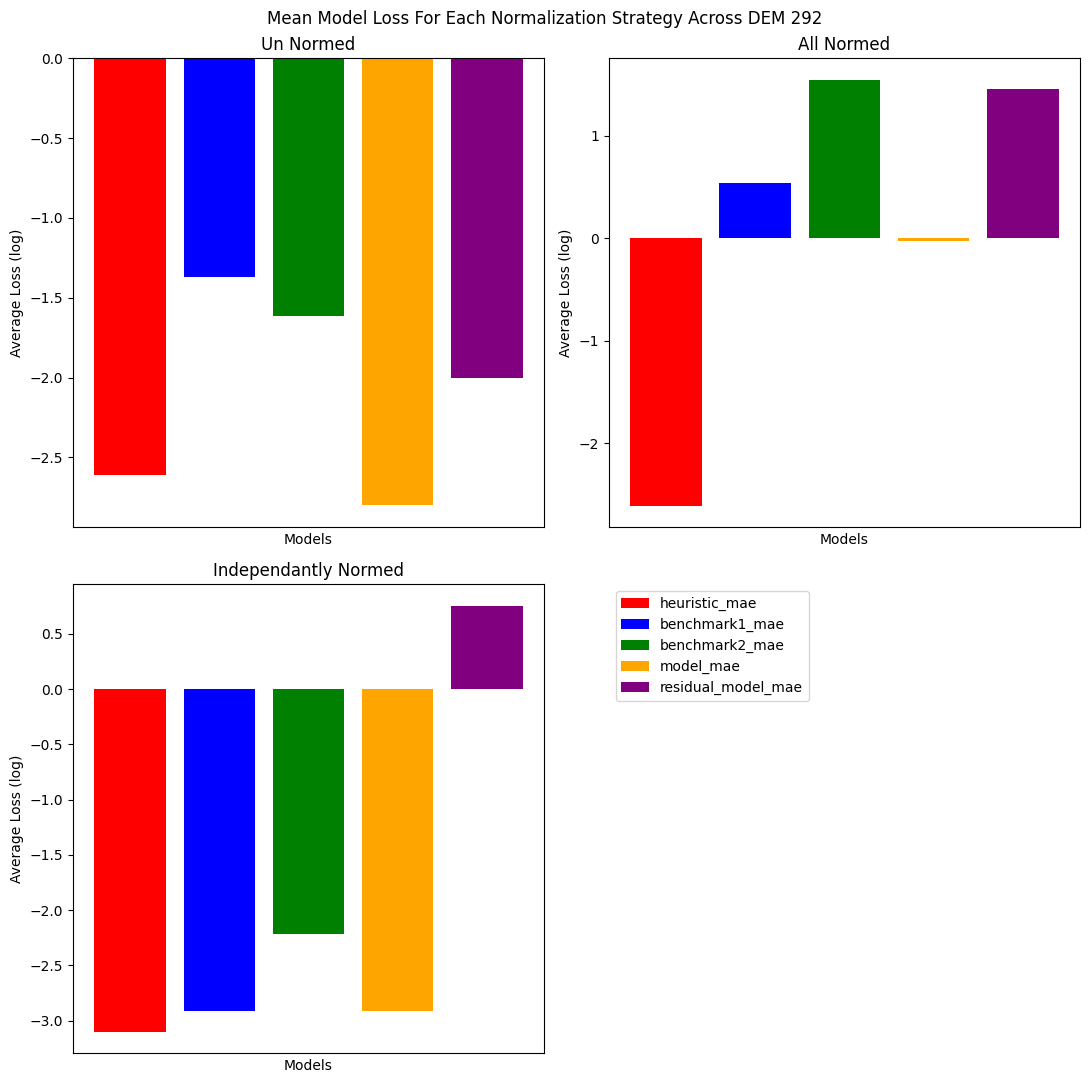 Mean Model Loss For Each Normalization Strategy Across DEM 292
Un Normed
0.0
−0.5
−1.0
−1.5
−2.0
−2.5
Average Loss (log)
Models
All Normed
1
0
−1
−2
Average Loss (log)
Models
Independantly Normed
0.5
0.0
−0.5
−1.0
−1.5
−2.0
−2.5
−3.0
Average Loss (log)
Models
heuristic_mae
benchmark1_mae
benchmark2_mae
model_mae
residual_model_mae